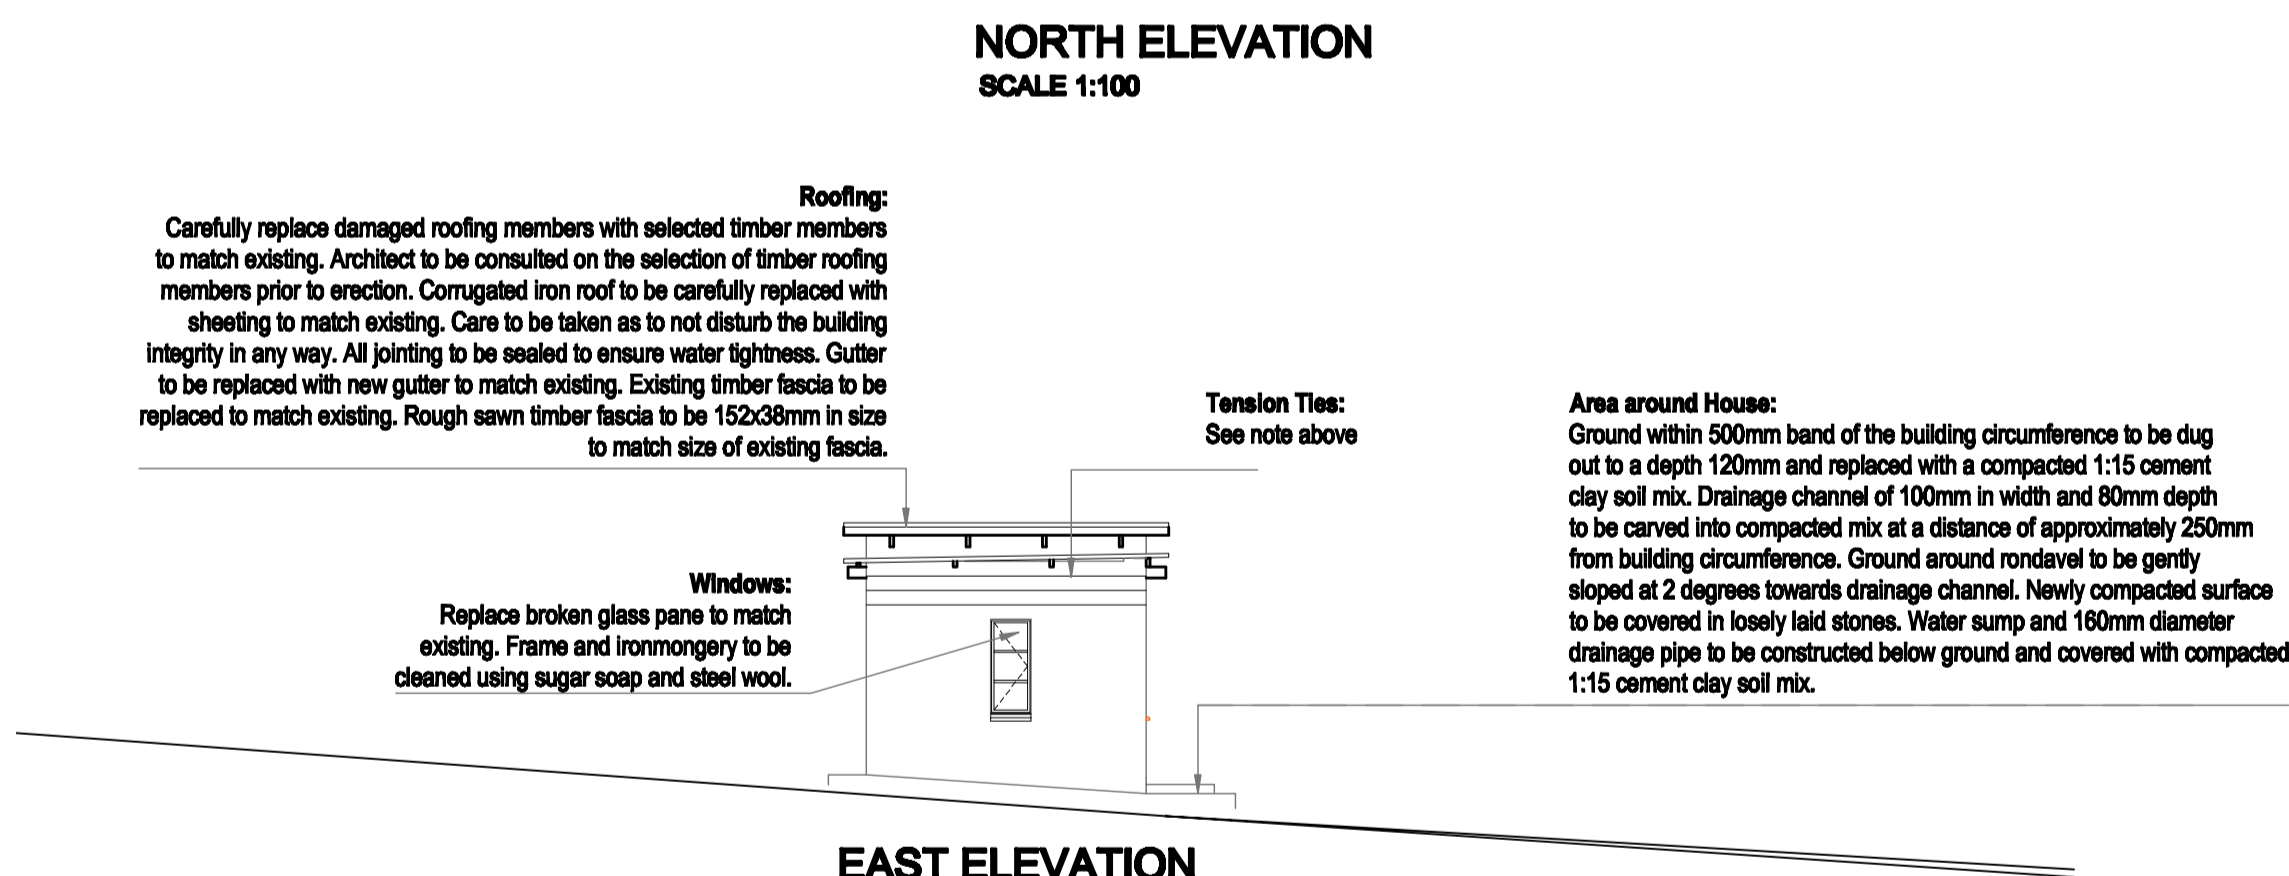 NORTH ELEVATION
SCALE 1:100
Roofing:
Carefully replace damaged roofing members with selected timber members
to match existing. Architect to be consulted on the selection of timber roofing
members prior to erection. Corrugated iron roof to be carefully replaced with
sheeting to match existing. Care to be taken as to not disturb the building
integrity in any way. All jointing to be sealed to ensure water tightness. Gutter
to be replaced with new gutter to match existing. Existing timber fascia to be
replaced to match existing. Rough sawn timber fascia to be 152x38mm in size
to match size of existing fascia.
Tension Ties:
See note above
Area around House:
Ground within 500mm band of the building circumference to be dug
out to a depth 120mm and replaced with a compacted 1:15 cement
clay soil mix. Drainage channel of 100mm in width and 80mm depth
to be carved into compacted mix at a distance of approximately 250mm
from building circumference. Ground around rondavel to be gently
sloped at 2 degrees towards drainage channel. Newly compacted surface
to be covered in losely laid stones. Water sump and 160mm diameter
drainage pipe to be constructed below ground and covered with compacted
1:15 cement clay soil mix.
Windows:
Replace broken glass pane to match
existing. Frame and ironmongery to be
cleaned using sugar soap and steel wool.
EAST ELEVATION